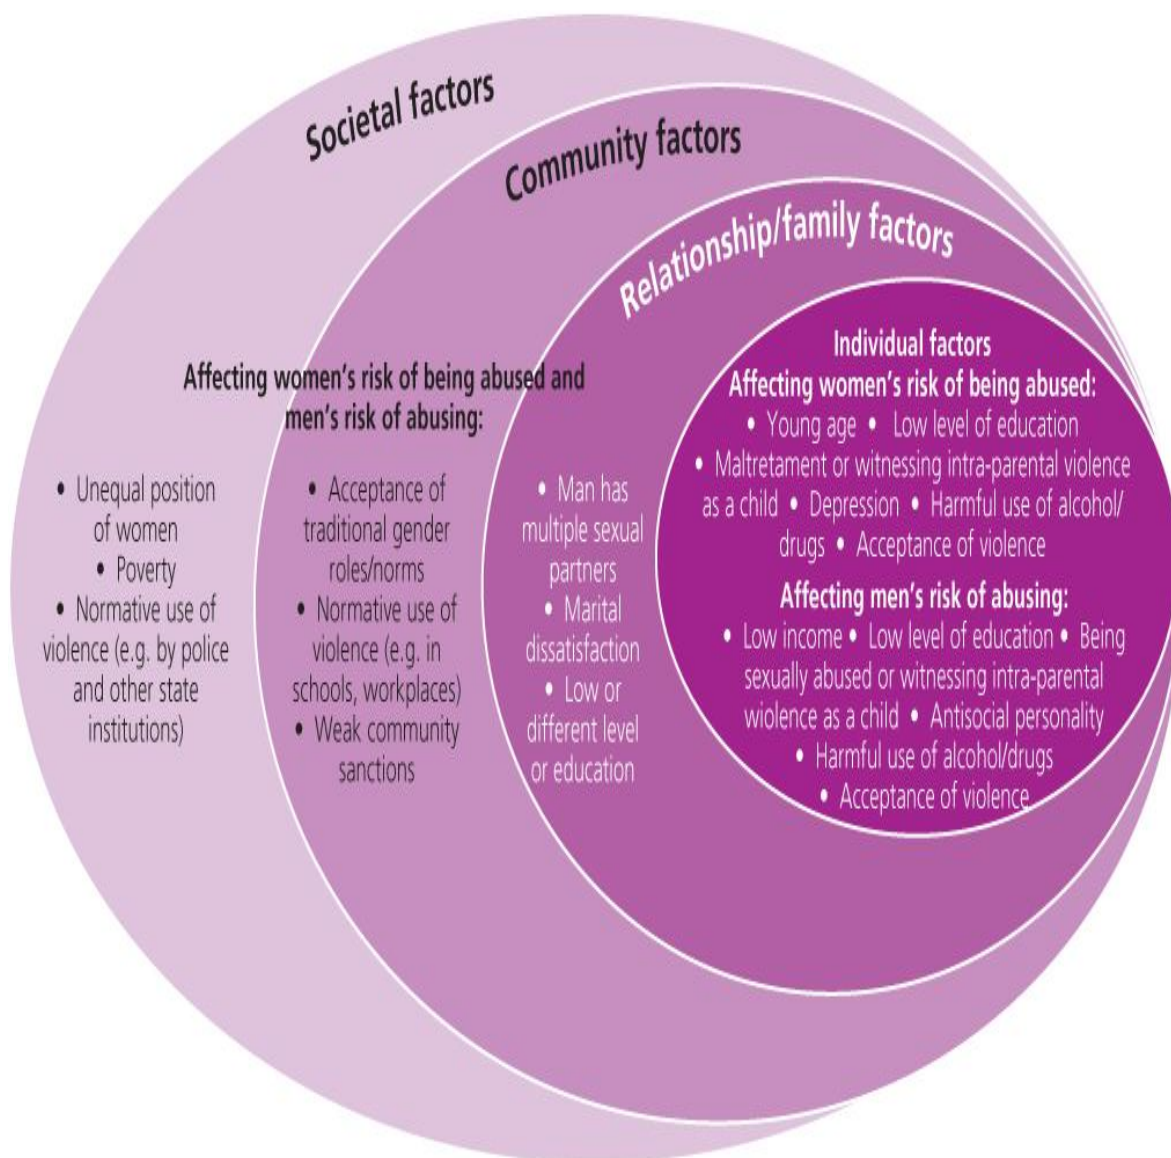 Societal factors
Community factors
Relationship/family factors
Affecting women's risk of being abused and
men's risk of abusing:
• Unequal position
of women
• Poverty
• Normative use of
violence (e.g. by police
and other state
institutions)
• Acceptance of
traditional gender
roles/norms
• Normative use of
violence (e.g. in
schools, workplaces)
• Weak community
sanctions
• Man has
multiple sexual
partners
• Marital
dissatisfaction
• Low or
different level
or education
Individual factors
Affecting women's risk of being abused:
• Young age • Low level of education
• Maltretament or witnessing intra-parental violence
as a child • Depression • Harmful use of alcohol/
drugs • Acceptance of violence
Affecting men's risk of abusing:
• Low income • Low level of education • Being
sexually abused or witnessing intra-parental
wiolence as a child • Antisocial personality
• Harmful use of alcohol/drugs
• Acceptance of violence